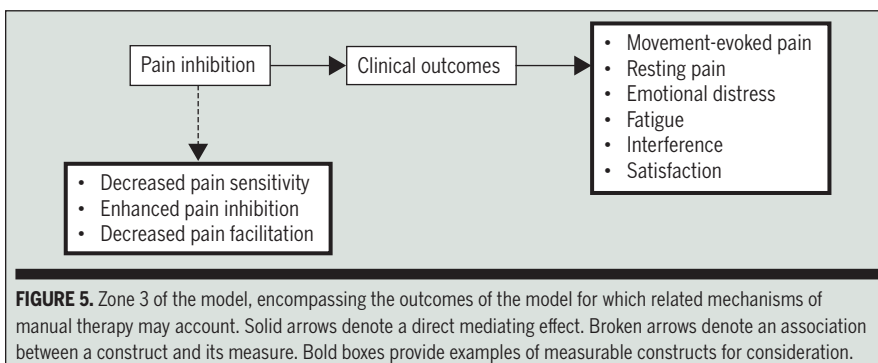 Pain inhibition
Clinical outcomes
• Movement-evoked pain
• Resting pain
• Emotional distress
• Fatigue
• Interference
• Satisfaction
• Decreased pain sensitivity
• Enhanced pain inhibition
• Decreased pain facilitation
FIGURE 5. Zone 3 of the model, encompassing the outcomes of the model for which related mechanisms of
manual therapy may account. Solid arrows denote a direct mediating effect. Broken arrows denote an association
between a construct and its measure. Bold boxes provide examples of measurable constructs for consideration.